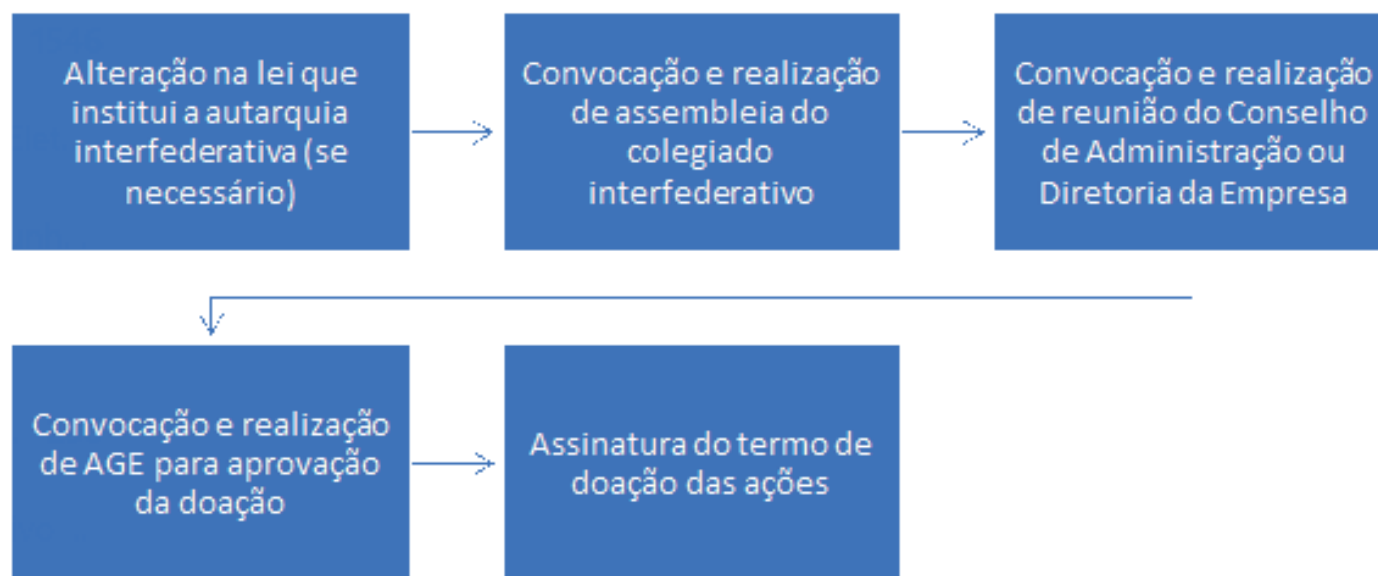 Alteração na lei que
institui a autarquia
interfederativa (se
necessário)
Convocação e realização
de assembleia do
colegiado
interfederativo
Convocação e realização
de reunião do Conselho
de Administração ou
Diretoria da Empresa
Convocação e realização
de AGE para aprovação
da doação
Assinatura do termo de
doação das ações